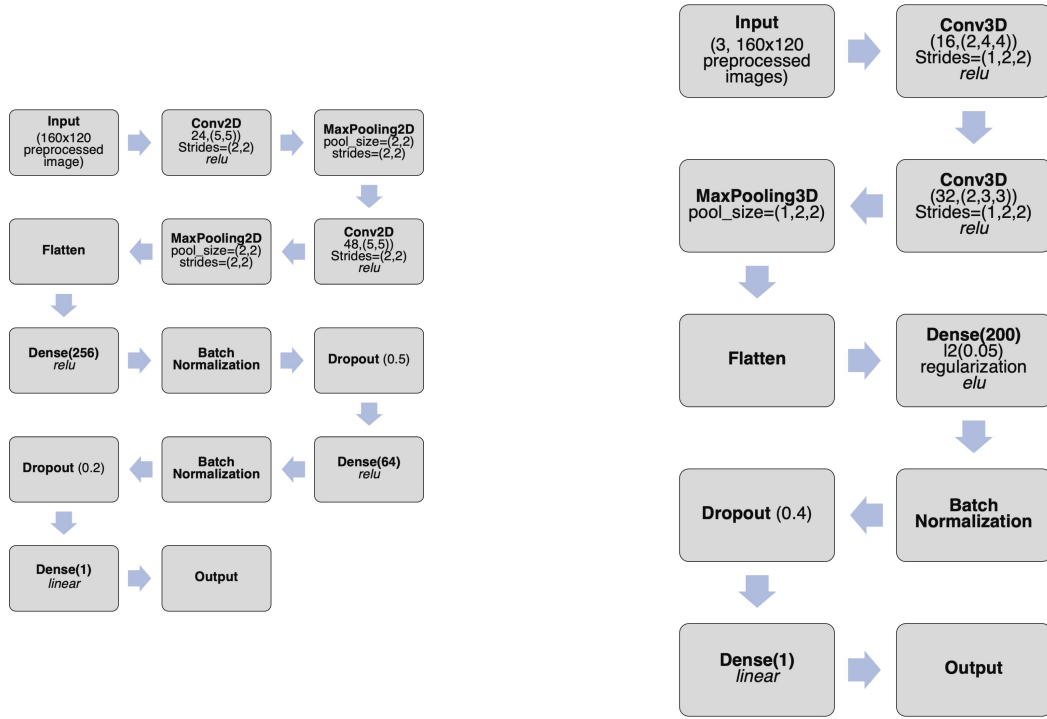 Input
(160x120
preprocessed
image)
Conv2D
24,(5,5))
Strides=(2,2)
relu
MaxPooling2D
pool_size=(2,2)
strides=(2,2)
Conv2D
48,(5,5))
Strides=(2,2)
relu
MaxPooling2D
pool_size=(2,2)
strides=(2,2)
Flatten
Dense(256)
relu
Batch
Normalization
Dropout (0.5)
Dense(64)
relu
Batch
Normalization
Dropout (0.2)
Dense(1)
linear
Output
Input
(3, 160x120
preprocessed
images)
Conv3D
(16,(2,4,4))
Strides=(1,2,2)
relu
Conv3D
(32,(2,3,3))
Strides=(1,2,2)
relu
MaxPooling3D
pool_size=(1,2,2)
Flatten
Dense(200)
l2(0.05)
regularization
elu
Batch
Normalization
Dropout (0.4)
Dense(1)
linear
Output